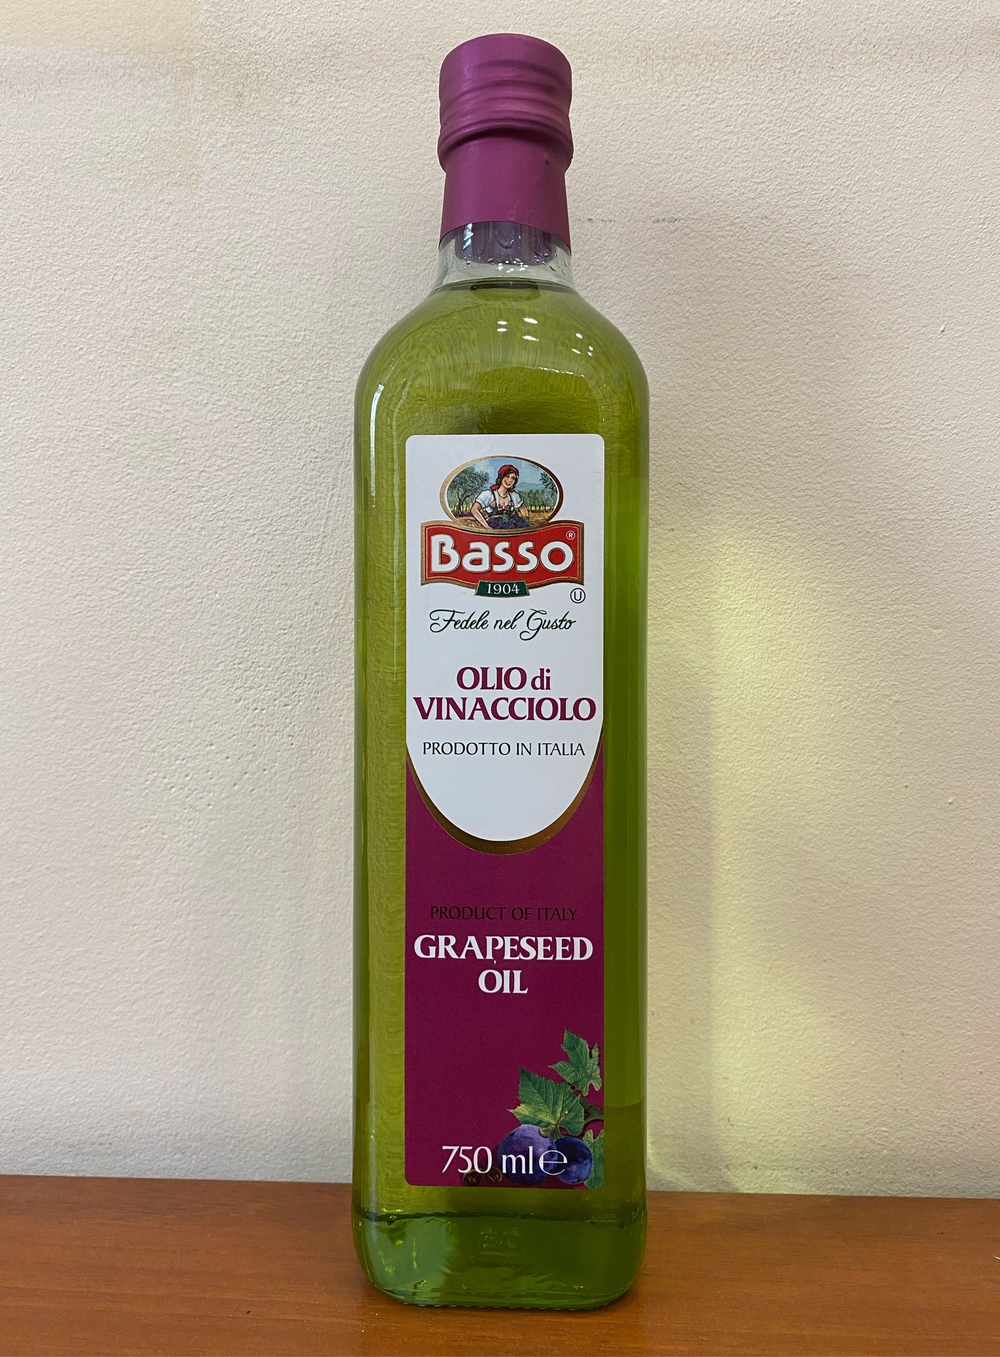 Basso®
1904
U
Fedele nel Gusto
OLIO di
VINACCIOLO
PRODOTTO IN ITALIA
PRODUCT OF ITALY
GRAPESEED
OIL
750 ml ℮